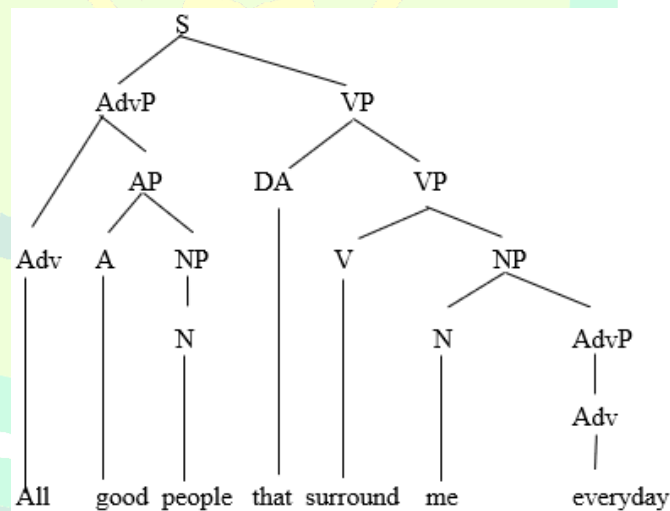 S
AdvP VP
AP DA VP
Adv A NP V NP
N N AdvP
Adv
All good people that surround me everyday